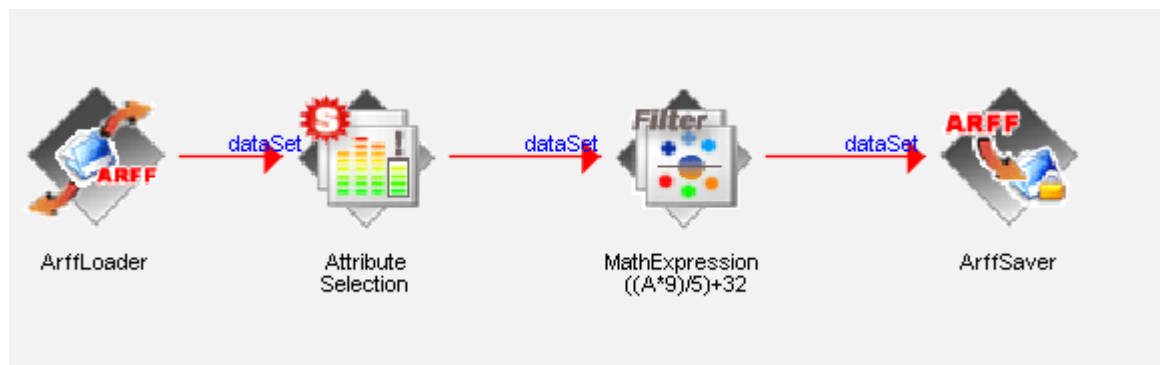 dataSet
dataSet
dataSet
S
!
Filter
ARFF
ARFF
ArffLoader
Attribute
Selection
MathExpression
((A*9)/5)+32
ArffSaver